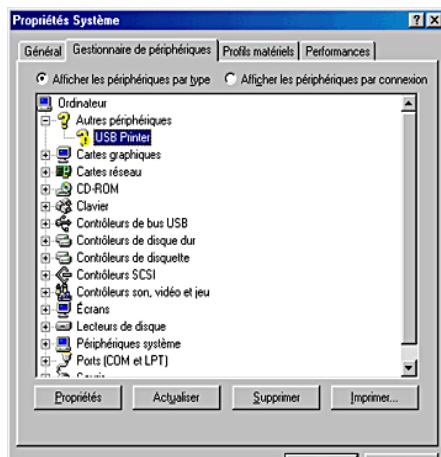 Propriétés Système
Général Gestionnaire de périphériques Profils matériels Performances
Afficher les périphériques par type Afficher les périphériques par connexion
Ordinateur
Autres périphériques
USB Printer
Cartes graphiques
Cartes réseau
CD-ROM
Clavier
Contrôleurs de bus USB
Contrôleurs de disque dur
Contrôleurs de disquette
Contrôleurs SCSI
Contrôleurs son, vidéo et jeu
Écrans
Lecteurs de disque
Périphériques système
Ports (COM et LPT)
Propriétés Actualiser Supprimer Imprimer...